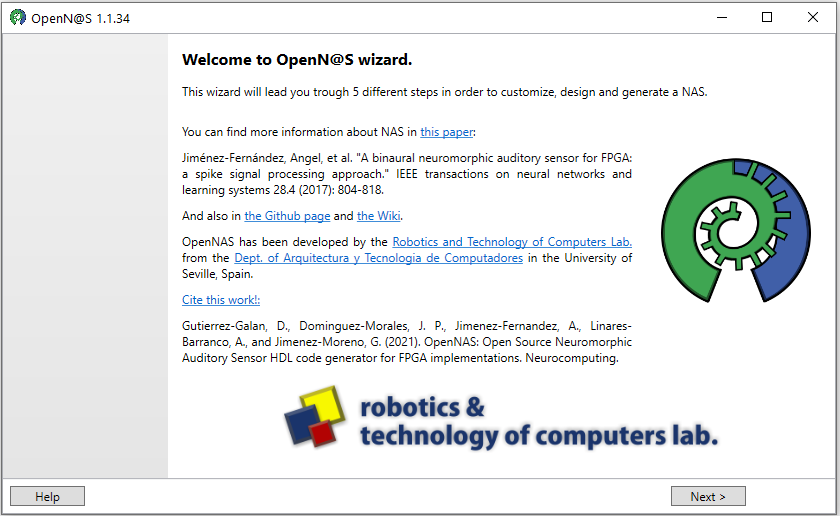 OpenN@S 1.1.34
Welcome to OpenN@S wizard.
This wizard will lead you trough 5 different steps in order to customize, design and generate a NAS.
You can find more information about NAS in this paper:
Jiménez-Fernández, Angel, et al. "A binaural neuromorphic auditory sensor for FPGA:
a spike signal processing approach." IEEE transactions on neural networks and
learning systems 28.4 (2017): 804-818.
And also in the Github page and the Wiki.
OpenNAS has been developed by the Robotics and Technology of Computers Lab.
from the Dept. of Arquitectura y Tecnologia de Computadores in the University of
Seville, Spain.
Cite this work!:
Gutierrez-Galan, D., Dominguez-Morales, J. P., Jimenez-Fernandez, A., Linares-
Barranco, A., and Jimenez-Moreno, G. (2021). OpenNAS: Open Source Neuromorphic
Auditory Sensor HDL code generator for FPGA implementations. Neurocomputing.
robotics &
technology of computers lab.
Help
Next >